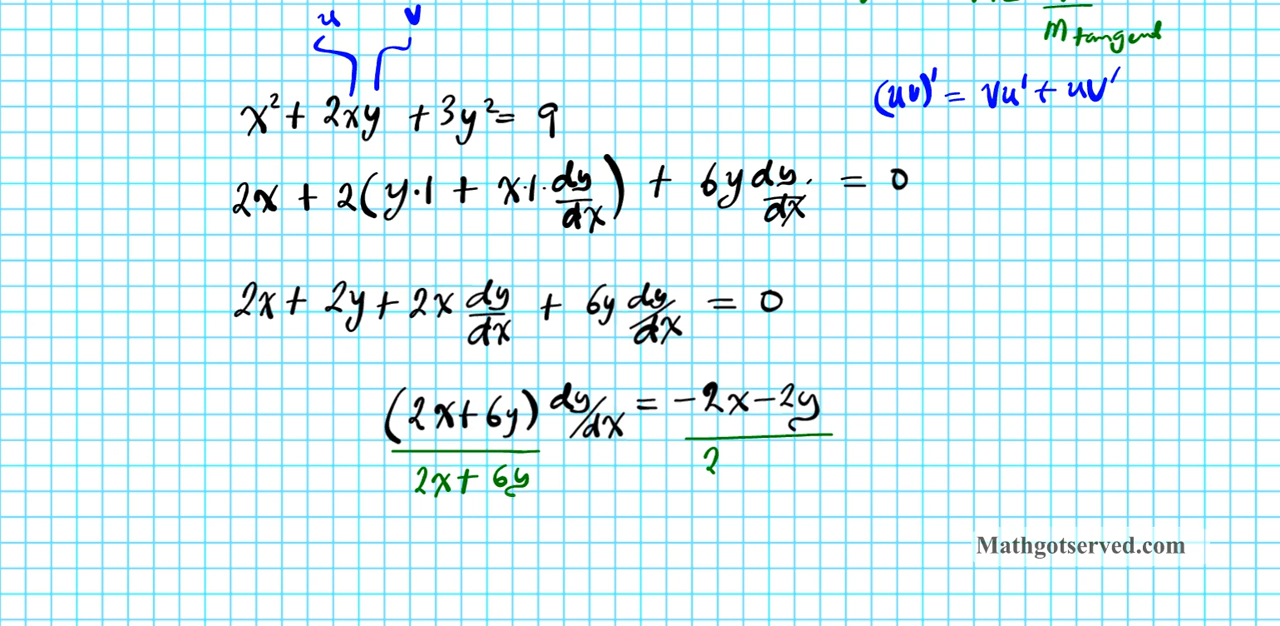 m tangent
u v
(uv)' = vu' + uv'
x² + 2xy + 3y² = 9
2x + 2(y·1 + x·1·dy/dx) + 6y dy/dx · = 0
2x + 2y + 2x dy/dx + 6y dy/dx = 0
(2x + 6y) dy/dx = -2x - 2y
2x + 6y 2
Mathgotserved.com